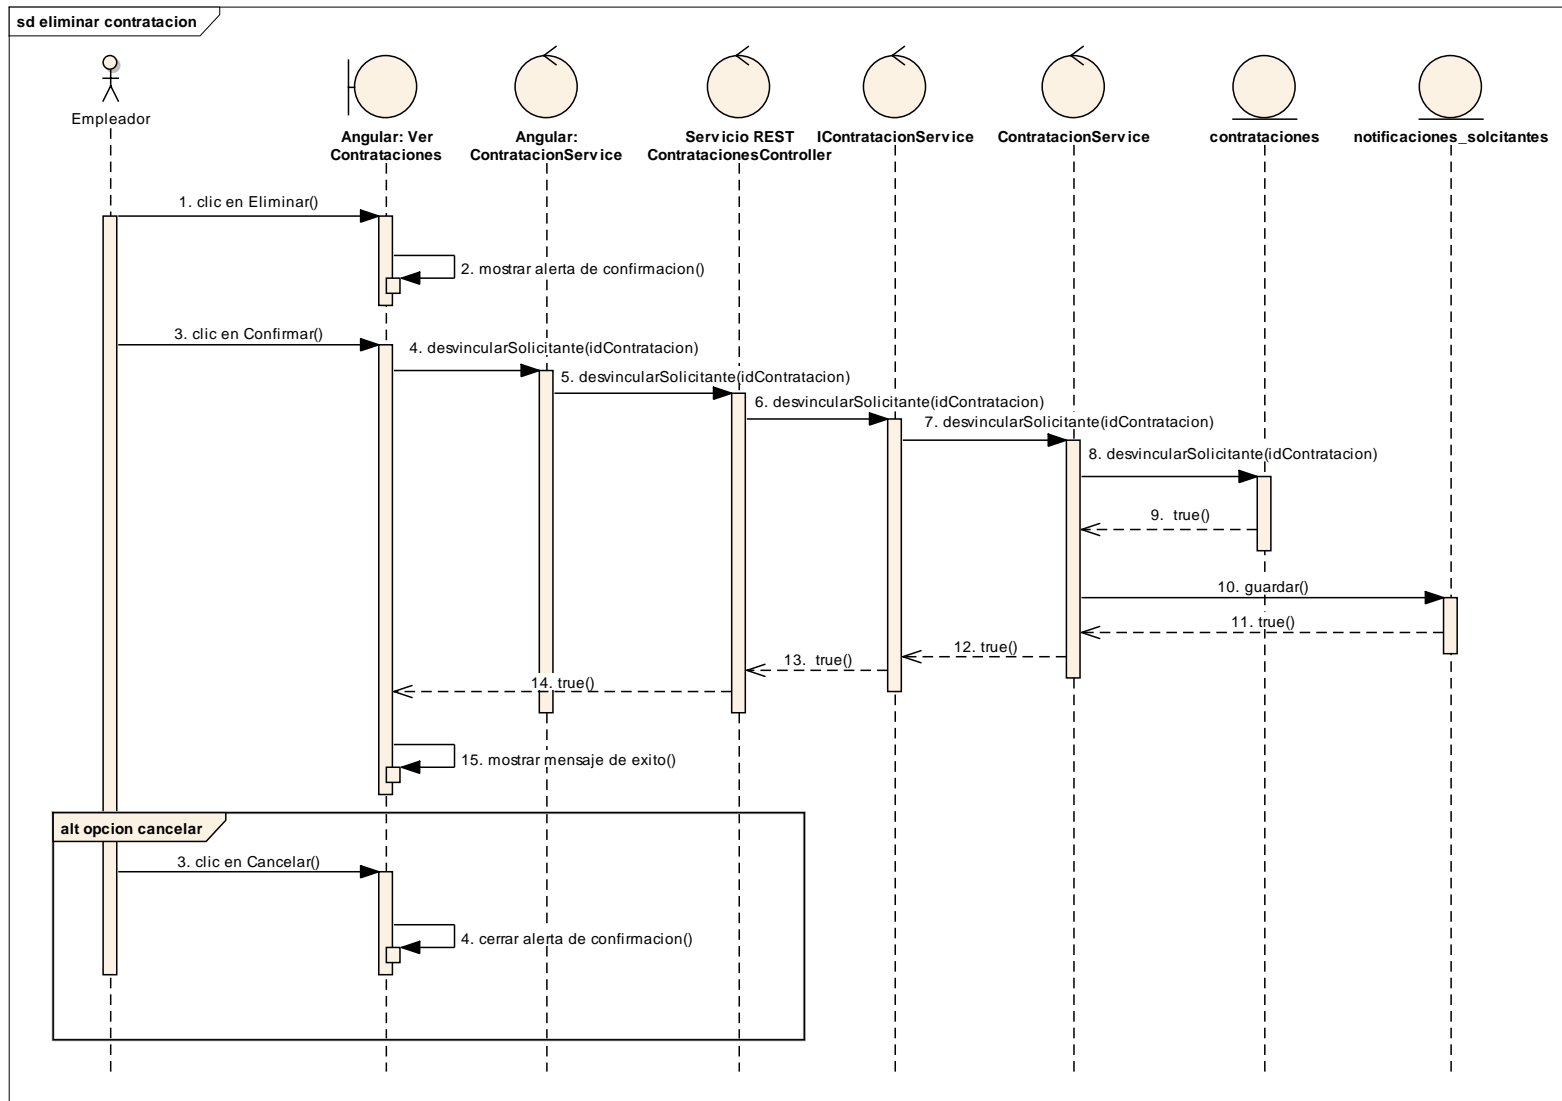 sd eliminar contratacion
Empleador
Angular: Ver
Contrataciones
Angular:
ContratacionService
Servicio REST
ContratacionesController
IContratacionService
ContratacionService
contrataciones
notificaciones_solcitantes
1. clic en Eliminar()
2. mostrar alerta de confirmacion()
3. clic en Confirmar()
4. desvincularSolicitante(idContratacion)
5. desvincularSolicitante(idContratacion)
6. desvincularSolicitante(idContratacion)
7. desvincularSolicitante(idContratacion)
8. desvincularSolicitante(idContratacion)
9. true()
10. guardar()
11. true()
12. true()
13. true()
14. true()
15. mostrar mensaje de exito()
alt opcion cancelar
3. clic en Cancelar()
4. cerrar alerta de confirmacion()